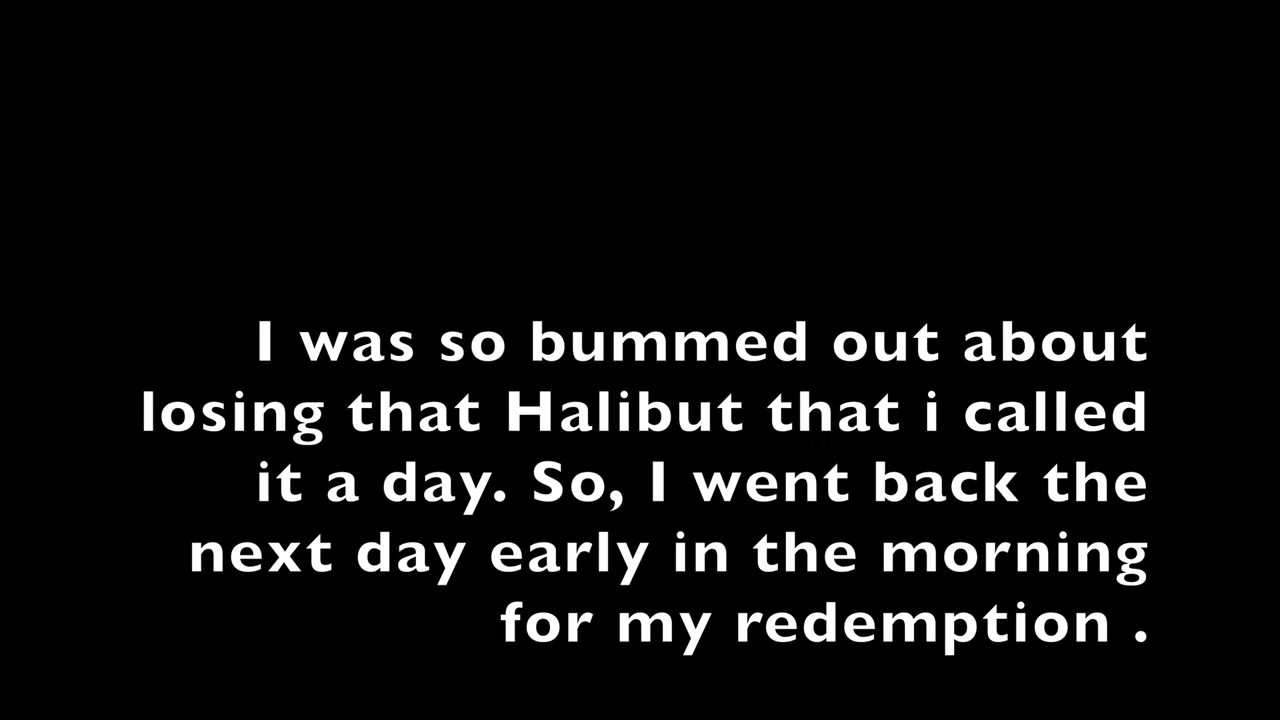 I was so bummed out about
losing that Halibut that i called
it a day. So, I went back the
next day early in the morning
for my redemption .